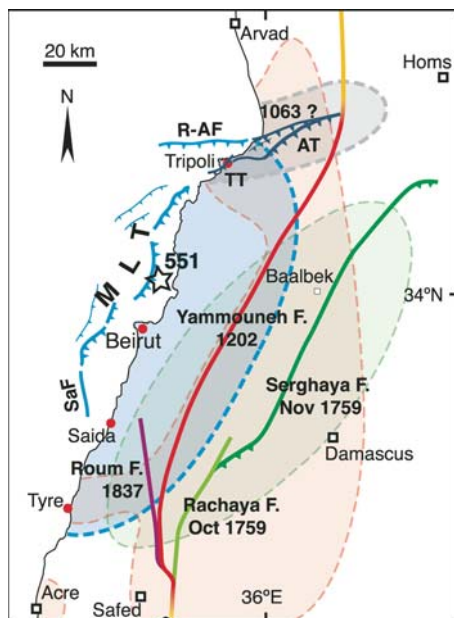 Arvad
20 km
Homs
N
1063 ?
R-AF
AT
Tripoli
TT
M L T
551
Baalbek
34°N
Yammouneh F.
1202
Beirut
SaF
Serghaya F.
Nov 1759
Saida
Damascus
Roum F.
1837
Rachaya F.
Oct 1759
Tyre
Acre
Safed
36°E